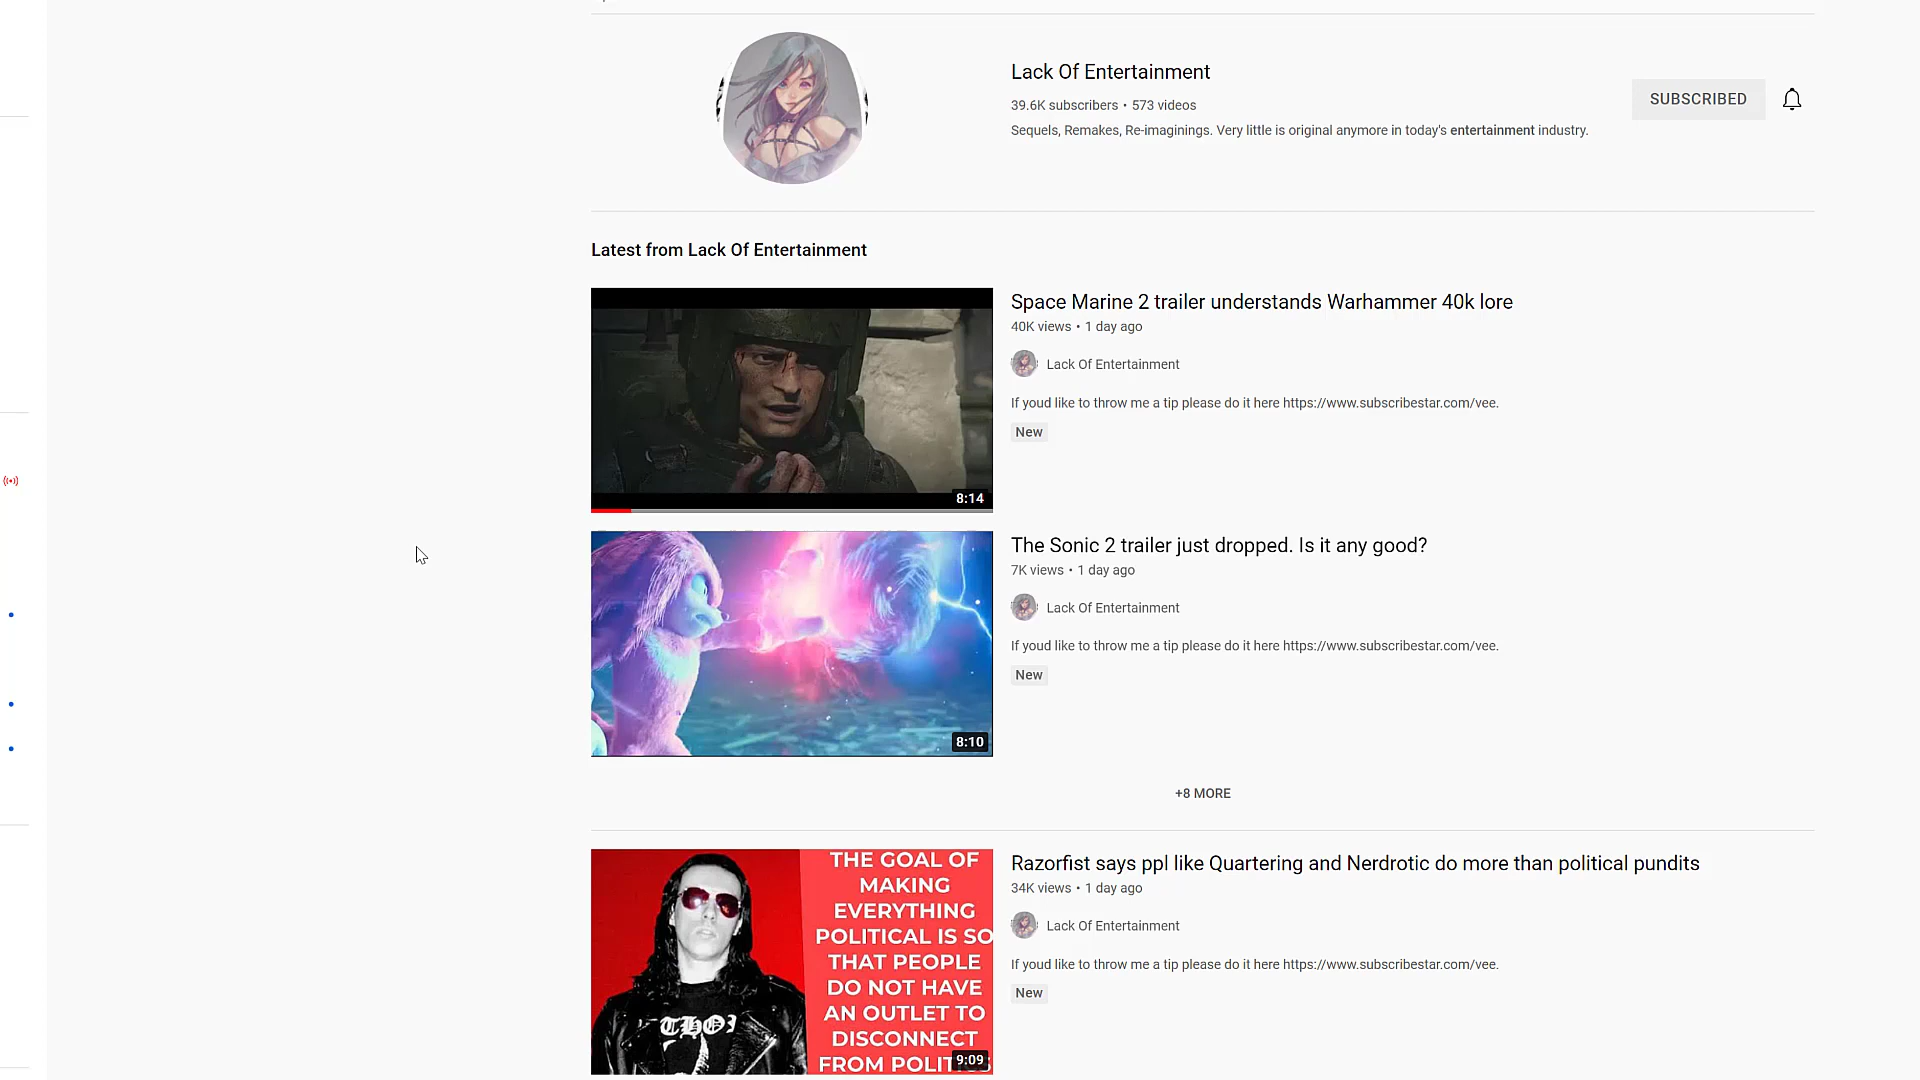 Lack Of Entertainment
39.6K subscribers • 573 videos
Sequels, Remakes, Re-imaginings. Very little is original anymore in today's entertainment industry.
SUBSCRIBED
Latest from Lack Of Entertainment
8:14
Space Marine 2 trailer understands Warhammer 40k lore
40K views • 1 day ago
Lack Of Entertainment
If youd like to throw me a tip please do it here https://www.subscribestar.com/vee.
New
8:10
The Sonic 2 trailer just dropped. Is it any good?
7K views • 1 day ago
Lack Of Entertainment
If youd like to throw me a tip please do it here https://www.subscribestar.com/vee.
New
+8 MORE
THE GOAL OF
MAKING
EVERYTHING
POLITICAL IS SO
THAT PEOPLE
DO NOT HAVE
AN OUTLET TO
DISCONNECT
FROM
9:09
Razorfist says ppl like Quartering and Nerdrotic do more than political pundits
34K views • 1 day ago
Lack Of Entertainment
If youd like to throw me a tip please do it here https://www.subscribestar.com/vee.
New